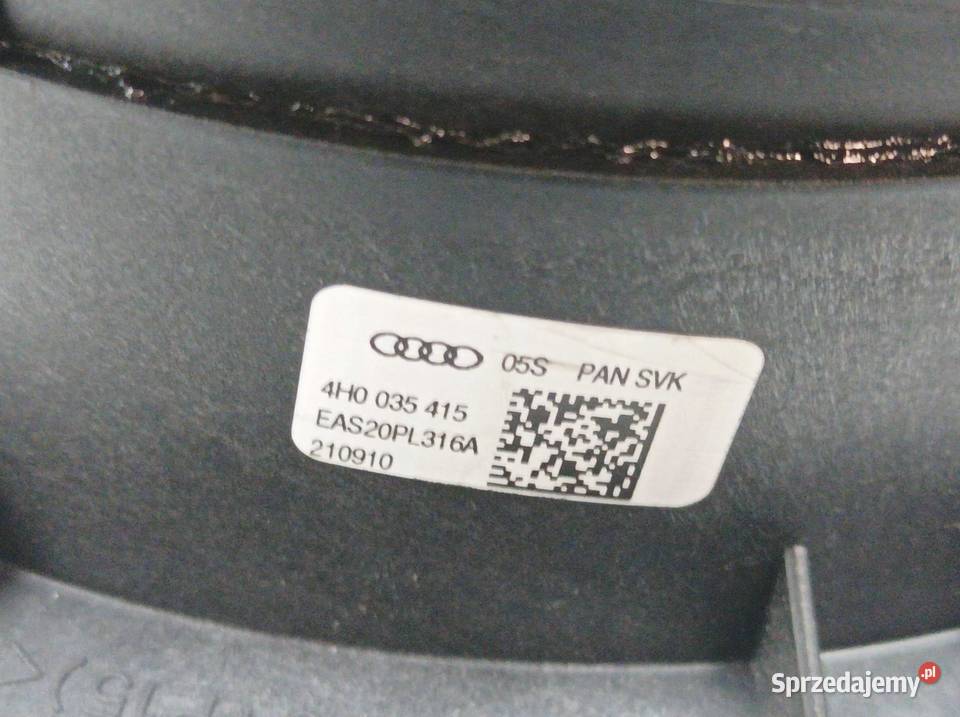 05S PAN SVK
4H0 035 415
EAS20PL316A
210910
Sprzedajemy.pl